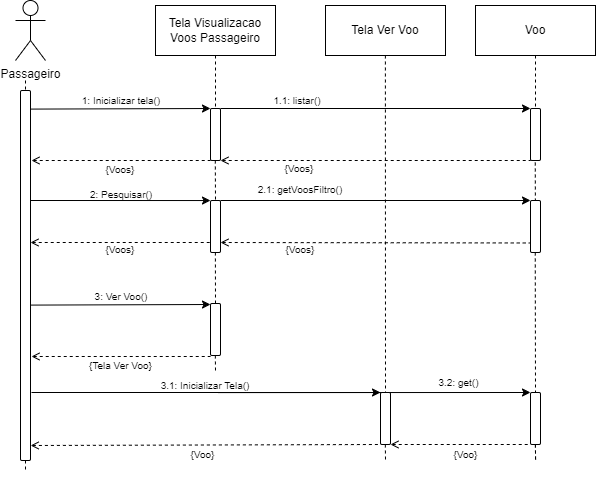 Tela Visualizacao
Voos Passageiro
Tela Ver Voo
Voo
Passageiro
1: Inicializar tela()
1.1: listar()
{Voos}
{Voos}
2: Pesquisar()
2.1: getVoosFiltro()
{Voos}
{Voos}
3: Ver Voo()
{Tela Ver Voo}
3.1: Inicializar Tela()
3.2: get()
{Voo}
{Voo}